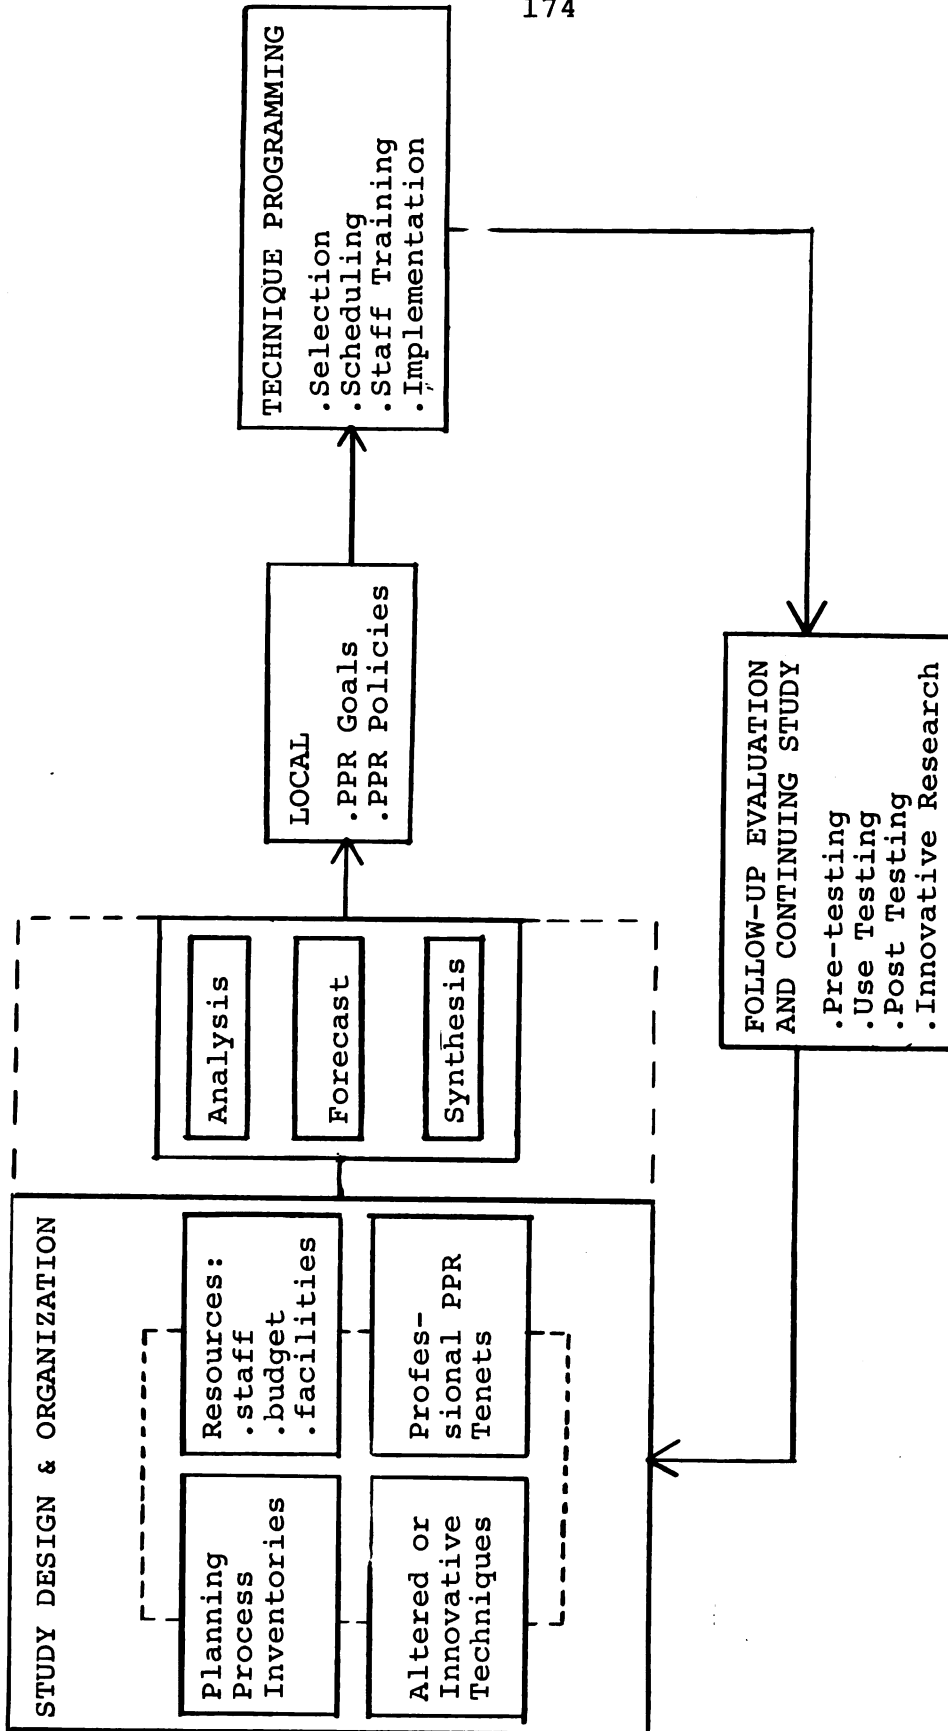 174
STUDY DESIGN & ORGANIZATION
Planning
Process
Inventories
Resources:
.staff
.budget
.facilities
Altered or
Innovative
Techniques
Profes-
sional PPR
Tenets
Analysis
Forecast
Synthesis
LOCAL
.PPR Goals
.PPR Policies
TECHNIQUE PROGRAMMING
.Selection
.Scheduling
.Staff Training
.Implementation
FOLLOW-UP EVALUATION
AND CONTINUING STUDY
.Pre-testing
.Use Testing
.Post Testing
.Innovative Research